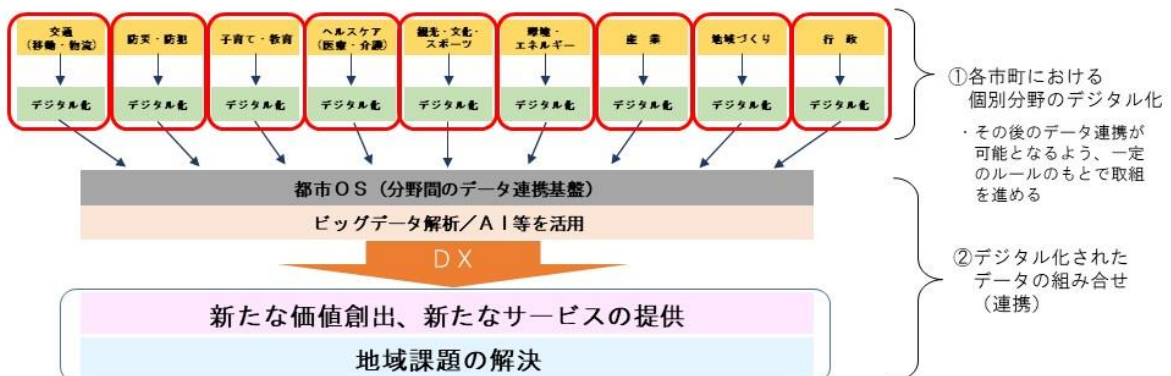 交通
(移動・物流)
防災・防犯
子育て・教育
ヘルスケア
(医療・介護)
観光・文化・
スポーツ
環境・
エネルギー
産 業
地域づくり
行 政
デジタル化
デジタル化
デジタル化
デジタル化
デジタル化
デジタル化
デジタル化
デジタル化
デジタル化
①各市町における
個別分野のデジタル化
・その後のデータ連携が
可能となるよう、一定
のルールのもとで取組
を進める
都市OS(分野間のデータ連携基盤)
ビッグデータ解析/AI等を活用
DX
②デジタル化された
データの組み合せ
(連携)
新たな価値創出、新たなサービスの提供
地域課題の解決